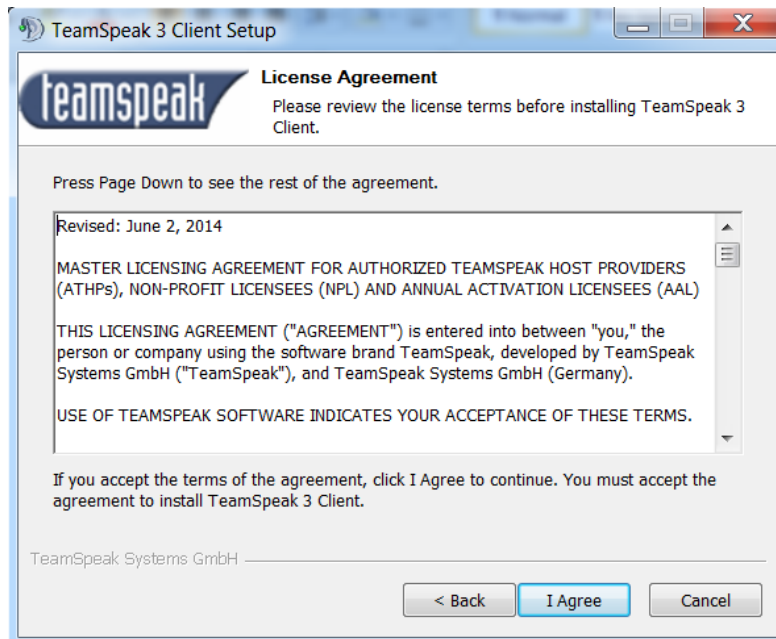 TeamSpeak 3 Client Setup
teamspeak
License Agreement
Please review the license terms before installing TeamSpeak 3
Client.
Press Page Down to see the rest of the agreement.
Revised: June 2, 2014
MASTER LICENSING AGREEMENT FOR AUTHORIZED TEAMSPEAK HOST PROVIDERS
(ATHPs), NON-PROFIT LICENSEES (NPL) AND ANNUAL ACTIVATION LICENSEES (AAL)
THIS LICENSING AGREEMENT ("AGREEMENT") is entered into between "you," the
person or company using the software brand TeamSpeak, developed by TeamSpeak
Systems GmbH ("TeamSpeak"), and TeamSpeak Systems GmbH (Germany).
USE OF TEAMSPEAK SOFTWARE INDICATES YOUR ACCEPTANCE OF THESE TERMS.
If you accept the terms of the agreement, click I Agree to continue. You must accept the
agreement to install TeamSpeak 3 Client.
TeamSpeak Systems GmbH
< Back
I Agree
Cancel